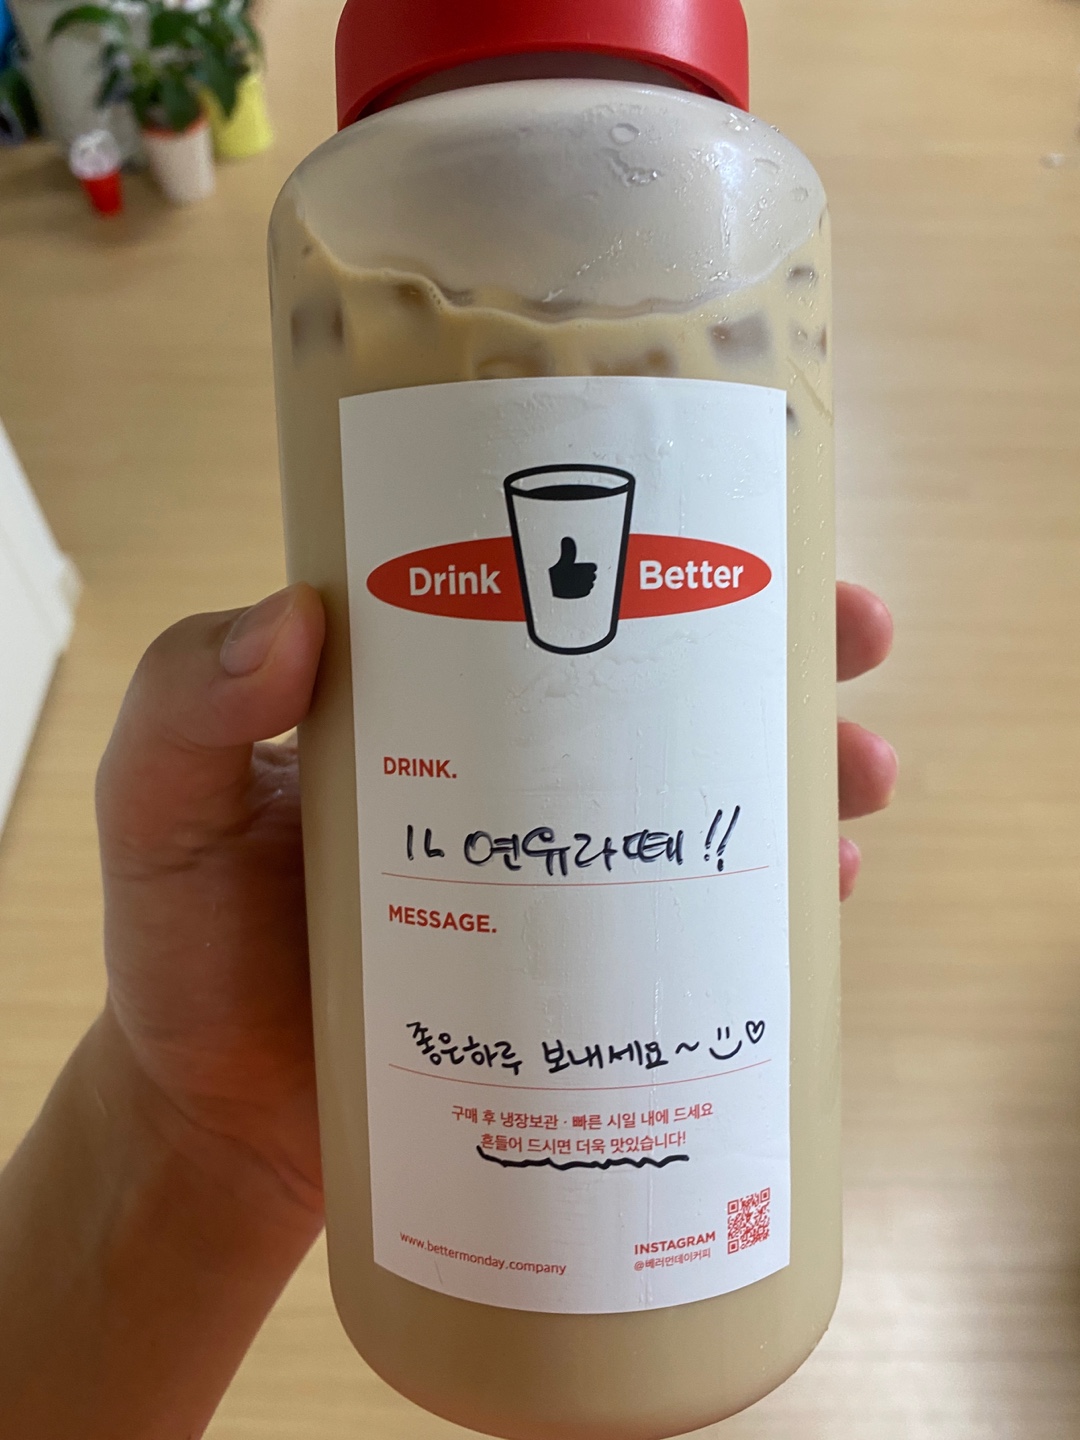 Drink Better
DRINK.
1L 연유라떼!!
MESSAGE.
좋은하루 보내세요~
구매 후 냉장보관 · 빠른 시일 내에 드세요
흔들어 드시면 더욱 맛있습니다!
www.bettermonday.company
INSTAGRAM
@베러먼데이커피